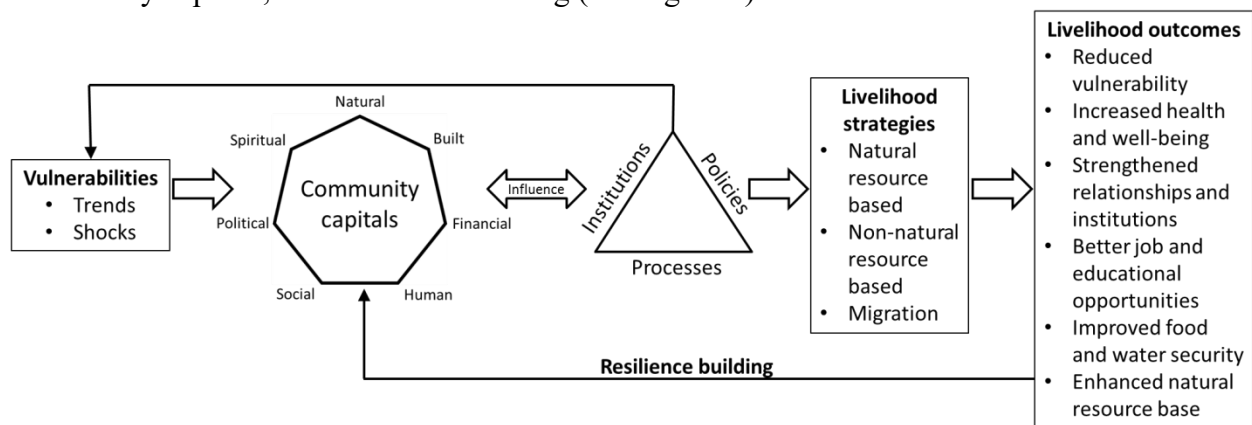 Vulnerabilities
• Trends
• Shocks
Natural
Spiritual
Built
Community
capitals
Political
Financial
Social
Human
Influence
Institutions
Policies
Processes
Livelihood
strategies
• Natural
resource
based
• Non-natural
resource
based
• Migration
Livelihood outcomes
• Reduced
vulnerability
• Increased health
and well-being
• Strengthened
relationships and
institutions
• Better job and
educational
opportunities
• Improved food
and water security
• Enhanced natural
resource base
Resilience building